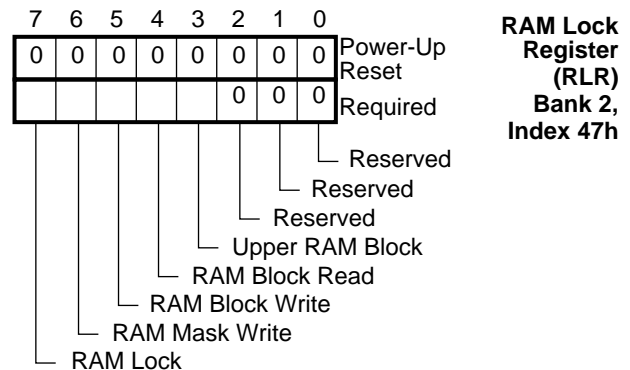 7 6 5 4 3 2 1 0
0 0 0 0 0 0 0 0 Power-Up Reset
0 0 0 Required
RAM Lock
Register
(RLR)
Bank 2,
Index 47h
Reserved
Reserved
Reserved
Upper RAM Block
RAM Block Read
RAM Block Write
RAM Mask Write
RAM Lock